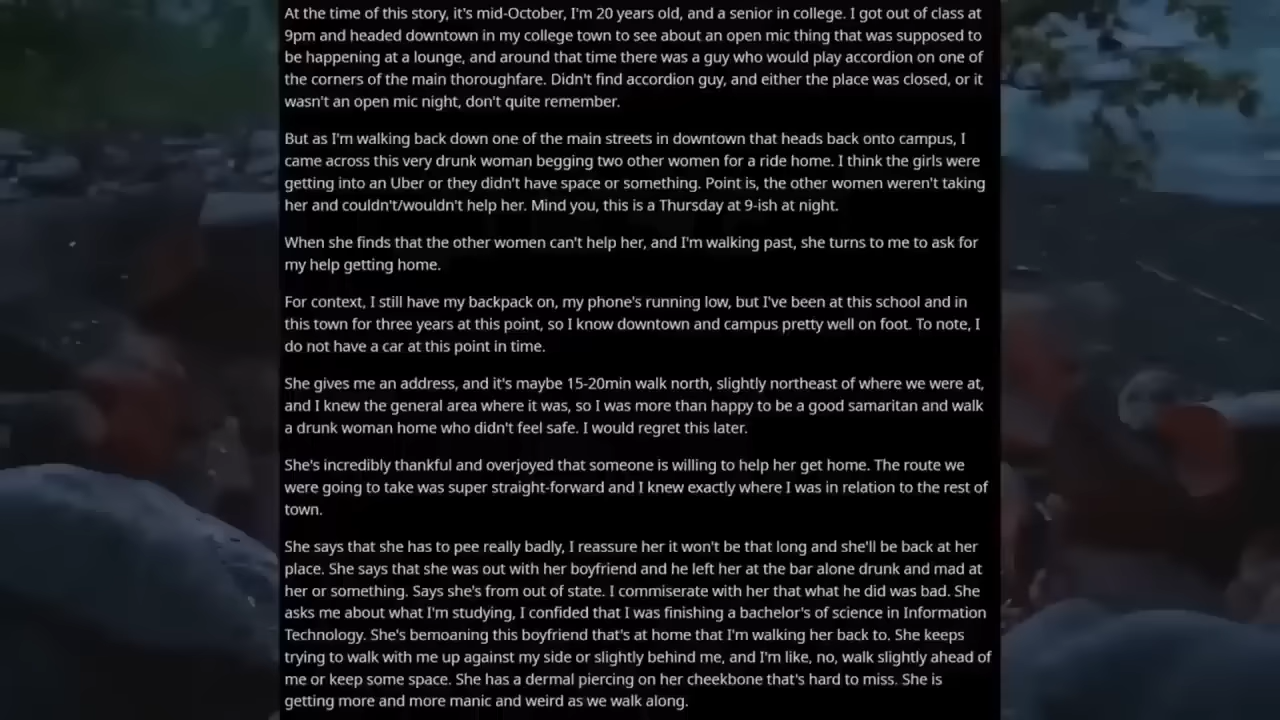 At the time of this story, it's mid-October, I'm 20 years old, and a senior in college. I got out of class at
9pm and headed downtown in my college town to see about an open mic thing that was supposed to
be happening at a lounge, and around that time there was a guy who would play accordion on one of
the corners of the main thoroughfare. Didn't find accordion guy, and either the place was closed, or it
wasn't an open mic night, don't quite remember.
But as I'm walking back down one of the main streets in downtown that heads back onto campus, I
came across this very drunk woman begging two other women for a ride home. I think the girls were
getting into an Uber or they didn't have space or something. Point is, the other women weren't taking
her and couldn't/wouldn't help her. Mind you, this is a Thursday at 9-ish at night.
When she finds that the other women can't help her, and I'm walking past, she turns to me to ask for
my help getting home.
For context, I still have my backpack on, my phone's running low, but I've been at this school and in
this town for three years at this point, so I know downtown and campus pretty well on foot. To note, I
do not have a car at this point in time.
She gives me an address, and it's maybe 15-20min walk north, slightly northeast of where we were at,
and I knew the general area where it was, so I was more than happy to be a good samaritan and walk
a drunk woman home who didn't feel safe. I would regret this later.
She's incredibly thankful and overjoyed that someone is willing to help her get home. The route we
were going to take was super straight-forward and I knew exactly where I was in relation to the rest of
town.
She says that she has to pee really badly, I reassure her it won't be that long and she'll be back at her
place. She says that she was out with her boyfriend and he left her at the bar alone drunk and mad at
her or something. Says she's from out of state. I commiserate with her that what he did was bad. She
asks me about what I'm studying, I confided that I was finishing a bachelor's of science in Information
Technology. She's bemoaning this boyfriend that's at home that I'm walking her back to. She keeps
trying to walk with me up against my side or slightly behind me, and I'm like, no, walk slightly ahead of
me or keep some space. She has a dermal piercing on her cheekbone that's hard to miss. She is
getting more and more manic and weird as we walk along.